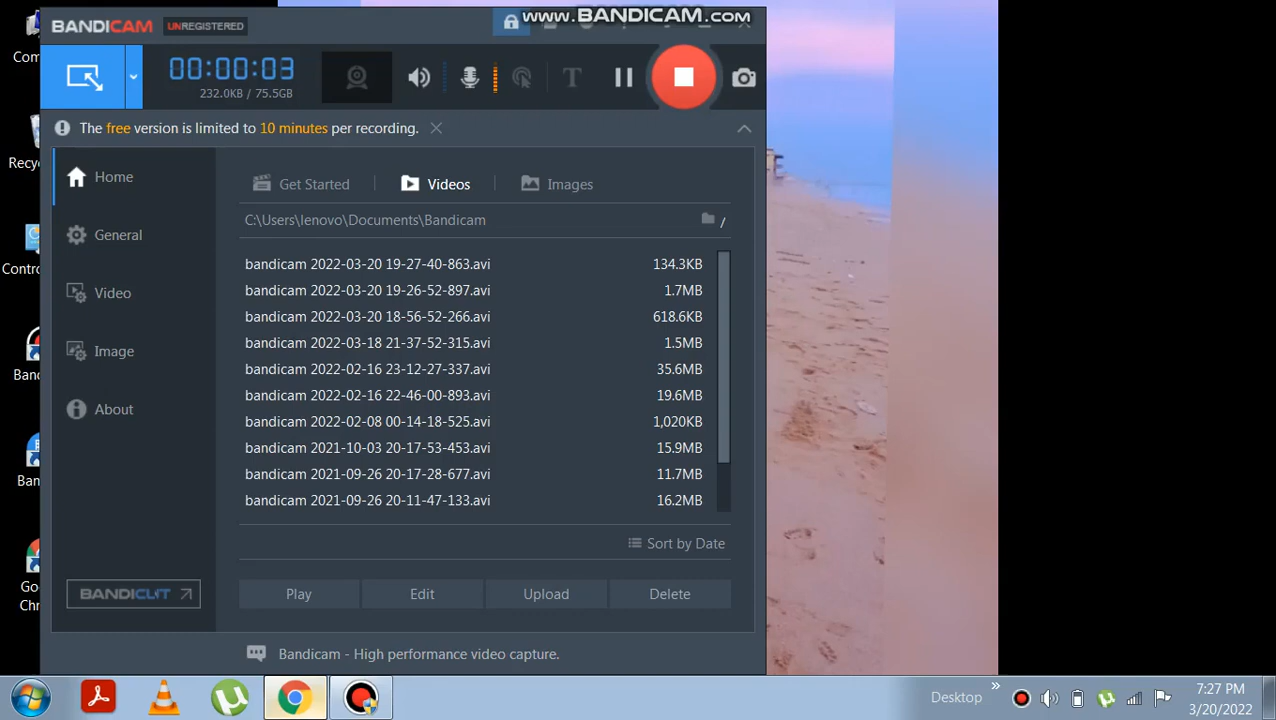 www.BANDICAM.com
BANDICAM UNREGISTERED
00:00:03
232.0KB / 75.5GB
T
The free version is limited to 10 minutes per recording.
Home
General
Video
Image
About
BANDICUT
Get Started
Videos
Images
C:\Users\lenovo\Documents\Bandicam
/
bandicam 2022-03-20 19-27-40-863.avi 134.3KB
bandicam 2022-03-20 19-26-52-897.avi 1.7MB
bandicam 2022-03-20 18-56-52-266.avi 618.6KB
bandicam 2022-03-18 21-37-52-315.avi 1.5MB
bandicam 2022-02-16 23-12-27-337.avi 35.6MB
bandicam 2022-02-16 22-46-00-893.avi 19.6MB
bandicam 2022-02-08 00-14-18-525.avi 1,020KB
bandicam 2021-10-03 20-17-53-453.avi 15.9MB
bandicam 2021-09-26 20-17-28-677.avi 11.7MB
bandicam 2021-09-26 20-11-47-133.avi 16.2MB
Sort by Date
Play
Edit
Upload
Delete
Bandicam - High performance video capture.
Com
Recyc
Contro
Ban
Ban
Go
Chr
Desktop
»
7:27 PM
3/20/2022